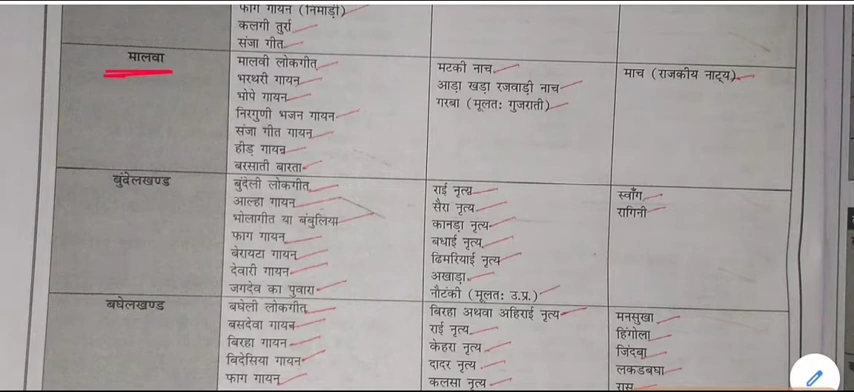 फाग गायन (निमाड़ी)
कलगी तुर्रा
संजा गीत
मालवा
मालवी लोकगीत
भरथरी गायन
भोपे गायन
निरगुणी भजन गायन
संजा गीत गायन
हीड़ गायन
बरसाती बारता
मटकी नाच
आड़ा खड़ा रजवाड़ी नाच
गरबा (मूलतः गुजराती)
माच (राजकीय नाट्य)
बुंदेलखण्ड
बुंदेली लोकगीत
आल्हा गायन
भोलागीत या बंबुलिया
फाग गायन
बेरायटा गायन
देवारी गायन
जगदेव का पुवारा
राई नृत्य
सैरा नृत्य
कानड़ा नृत्य
बधाई नृत्य
ढिमरियाई नृत्य
अखाड़ा
नौटंकी (मूलतः उ.प्र.)
स्वाँग
रागिनी
बघेलखण्ड
बघेली लोकगीत
बसदेवा गायन
बिरहा गायन
बिदेसिया गायन
फाग गायन
बिरहा अथवा अहिराई नृत्य
राई नृत्य
केहरा नृत्य
दादर नृत्य
कलसा नृत्य
मनसुखा
हिंगोला
जिंदबा
लकडबघा
रास